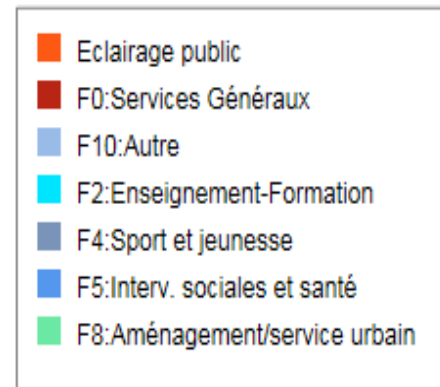 Eclairage public
F0:Services Généraux
F10:Autre
F2:Enseignement-Formation
F4:Sport et jeunesse
F5:Interv. sociales et santé
F8:Aménagement/service urbain